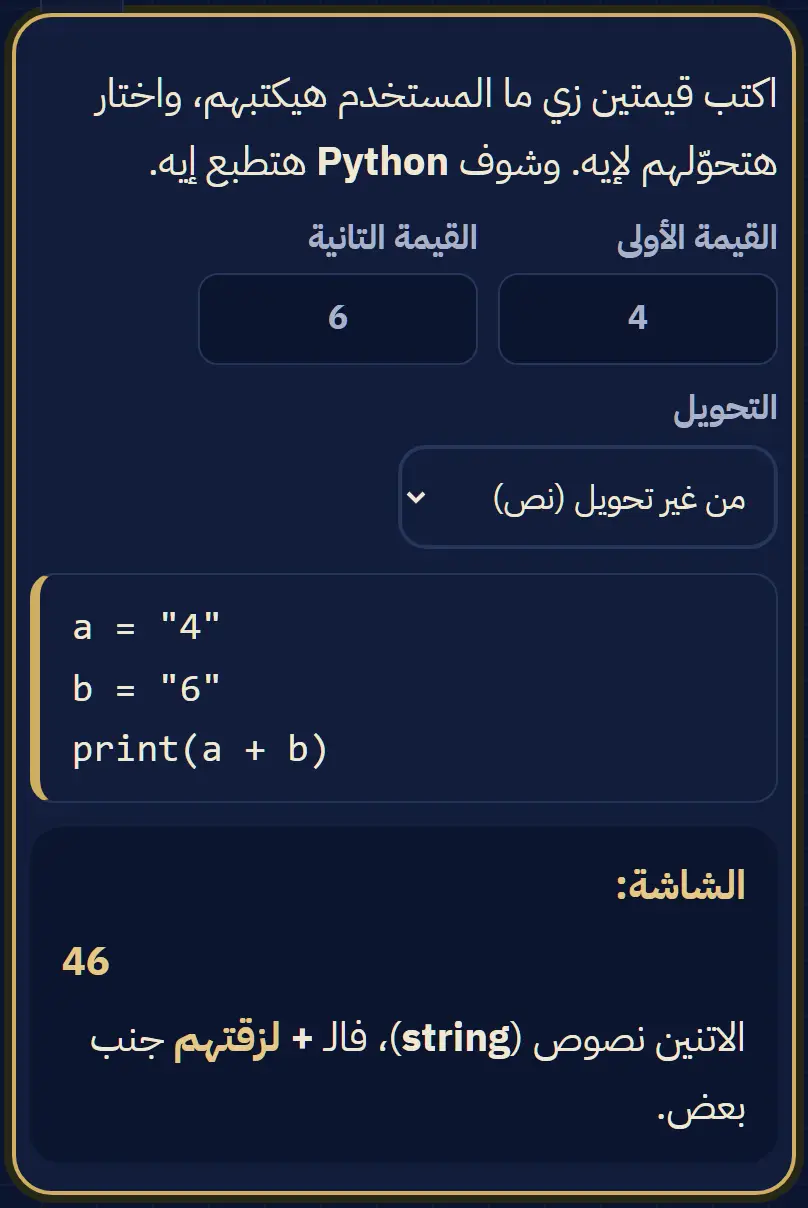 اكتب قيمتين زي ما المستخدم هيكتبهم، واختار
هتحوّلهم لإيه. وشوف Python هتطبع إيه.
القيمة الأولى
القيمة التانية
4
6
التحويل
من غير تحويل (نص)
a = "4"
b = "6"
print(a + b)
الشاشة:
46
الاتنين نصوص (string)، فالـ + لزقتهم جنب
بعض.